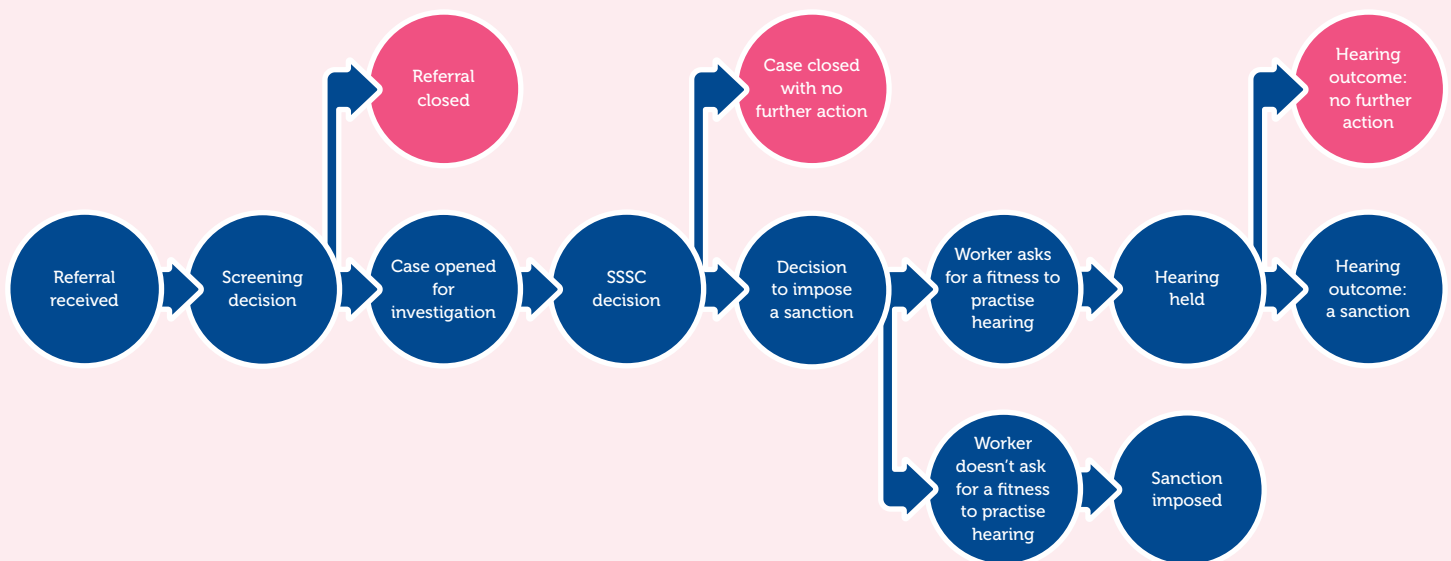 Referral
closed
Case closed
with no
further action
Hearing
outcome:
no further
action
Referral
received
Screening
decision
Case opened
for
investigation
SSSC
decision
Decision
to impose
a sanction
Worker asks
for a fitness to
practise
hearing
Hearing
held
Hearing
outcome:
a sanction
Worker
doesn't ask
for a fitness
to practise
hearing
Sanction
imposed